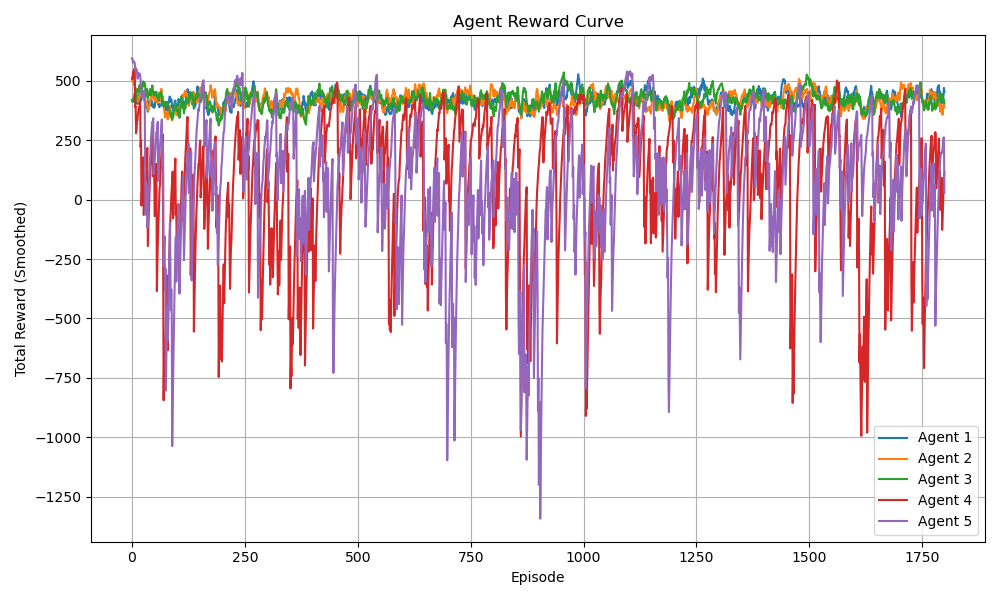 Agent Reward Curve
Total Reward (Smoothed)
500
250
0
−250
−500
−750
−1000
−1250
0
250
500
750
1000
1250
1500
1750
Episode
Agent 1
Agent 2
Agent 3
Agent 4
Agent 5